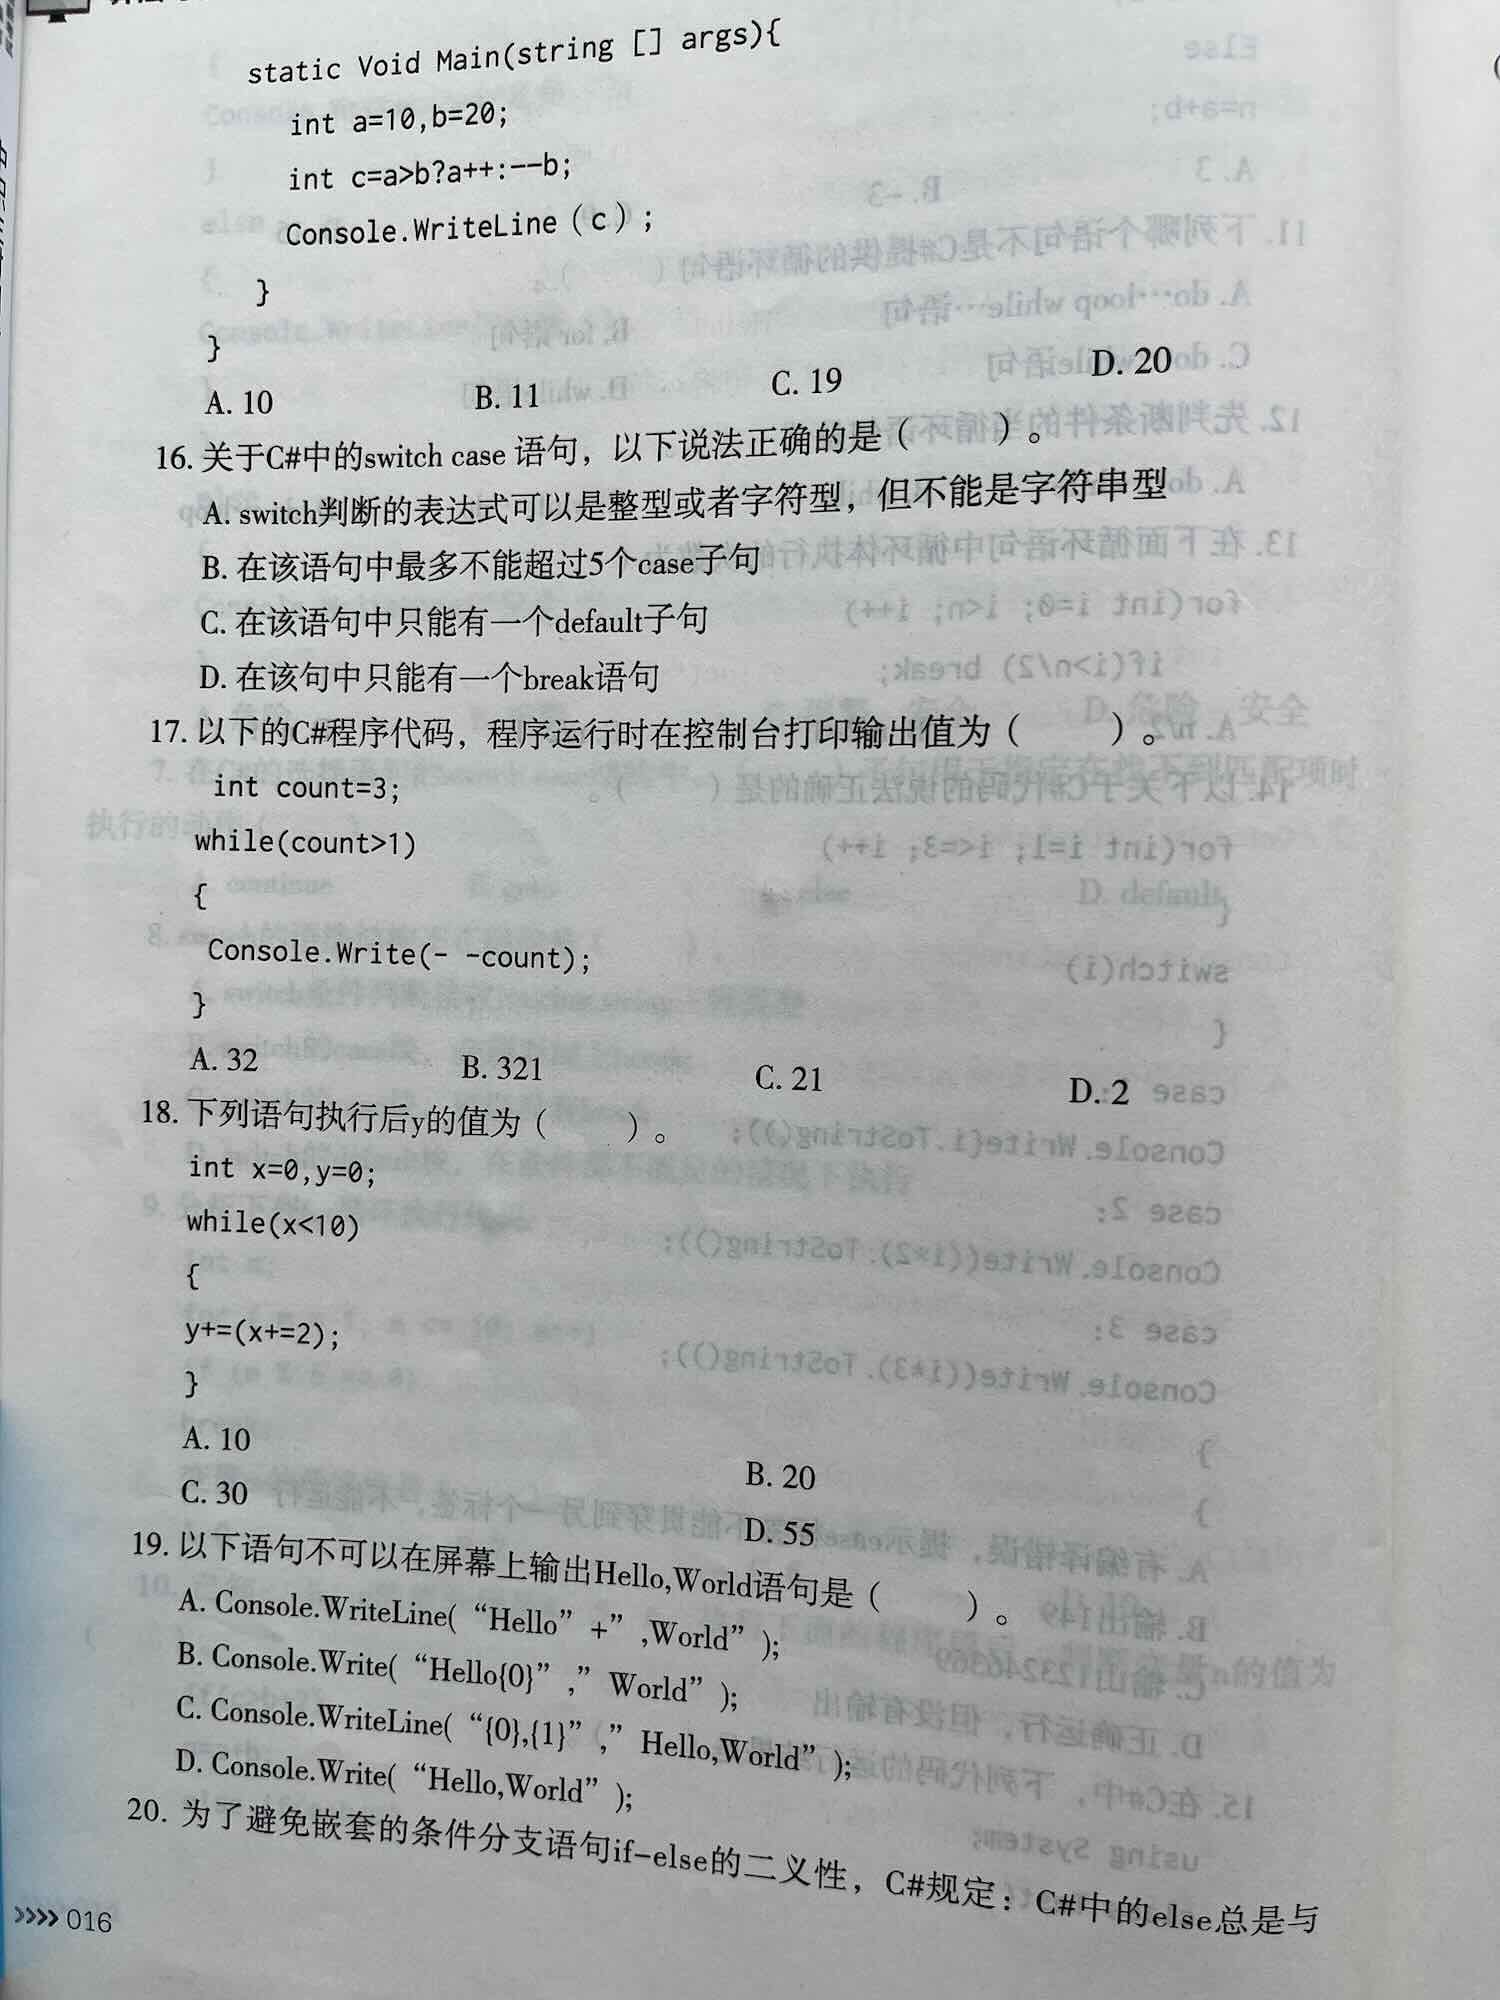 static Void Main(string [] args){
int a=10,b=20;
int c=a>b?a++:--b;
Console.WriteLine(c);
}
}
A. 10 B. 11 C. 19 D. 20
16. 关于C#中的switch case 语句，以下说法正确的是（ ）。
A. switch判断的表达式可以是整型或者字符型，但不能是字符串型
B. 在该语句中最多不能超过5个case子句
C. 在该语句中只能有一个default子句
D. 在该句中只能有一个break语句
17. 以下的C#程序代码，程序运行时在控制台打印输出值为（ ）。
int count=3;
while(count>1)
{
Console.Write(- -count);
}
A. 32 B. 321 C. 21 D. 2
18. 下列语句执行后y的值为（ ）。
int x=0,y=0;
while(x<10)
{
y+=(x+=2);
}
A. 10 B. 20
C. 30 D. 55
19. 以下语句不可以在屏幕上输出Hello,World语句是（ ）。
A. Console.WriteLine(“Hello”+”,World”);
B. Console.Write(“Hello{0}”,”World”);
C. Console.WriteLine(“{0},{1}”,”Hello,World”);
D. Console.Write(“Hello,World”);
20. 为了避免嵌套的条件分支语句if-else的二义性，C#规定：C#中的else总是与
016